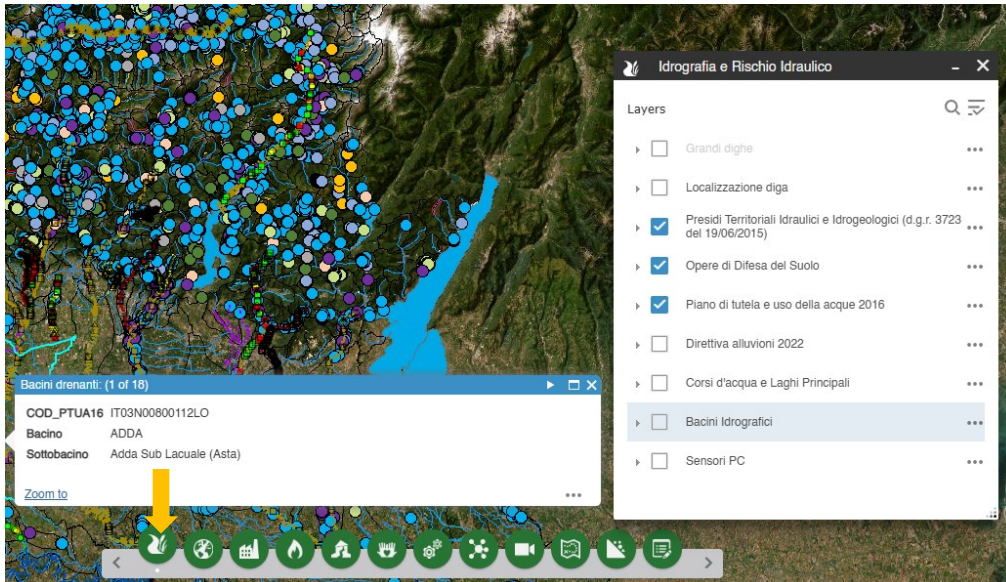 Idrografia e Rischio Idraulico
Layers
Grandi dighe
Localizzazione diga
Presidi Territoriali Idraulici e Idrogeologici (d.g.r. 3723
del 19/06/2015)
Opere di Difesa del Suolo
Piano di tutela e uso della acque 2016
Direttiva alluvioni 2022
Corsi d'acqua e Laghi Principali
Bacini Idrografici
Sensori PC
Bacini drenanti: (1 of 18)
COD_PTUA16 IT03N00800112LO
Bacino ADDA
Sottobacino Adda Sub Lacuale (Asta)
Zoom to